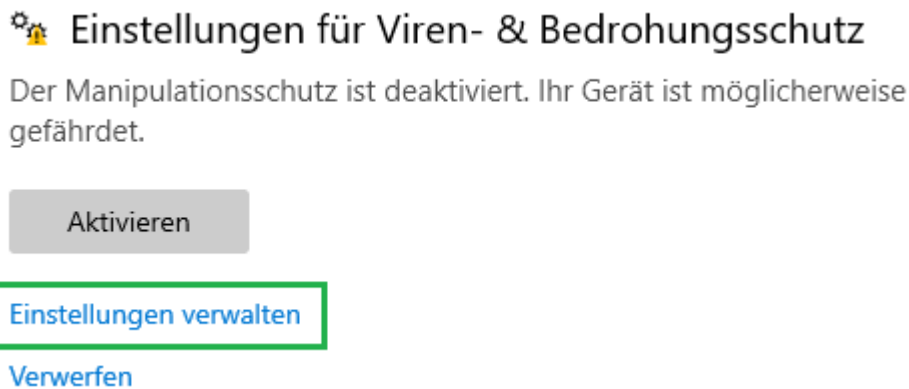 Einstellungen für Viren- & Bedrohungsschutz
Der Manipulationsschutz ist deaktiviert. Ihr Gerät ist möglicherweise
gefährdet.
Aktivieren
Einstellungen verwalten
Verwerfen